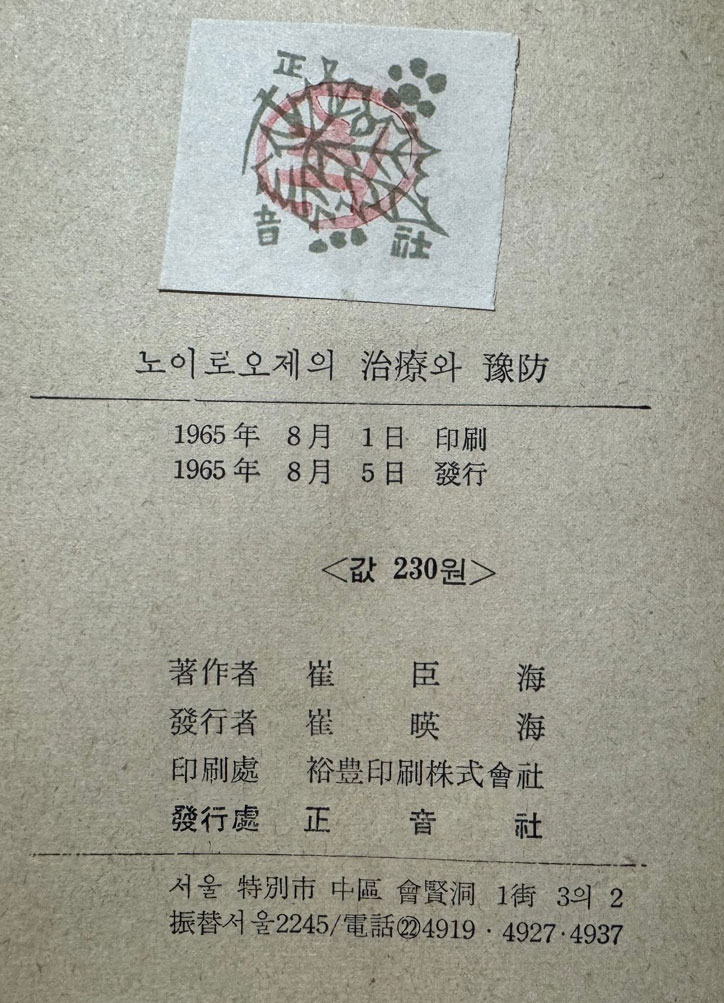 正
音 社
노이로오제의 治療와 豫防
1965年 8月 1日 印刷
1965年 8月 5日 發行
<값 230원>
著作者 崔臣海
發行者 崔暎海
印刷處 裕豊印刷株式會社
發行處 正音社
서울 特別市 中區 會賢洞 1街 3의 2
振替서울2245/電話㉒4919・4927・4937